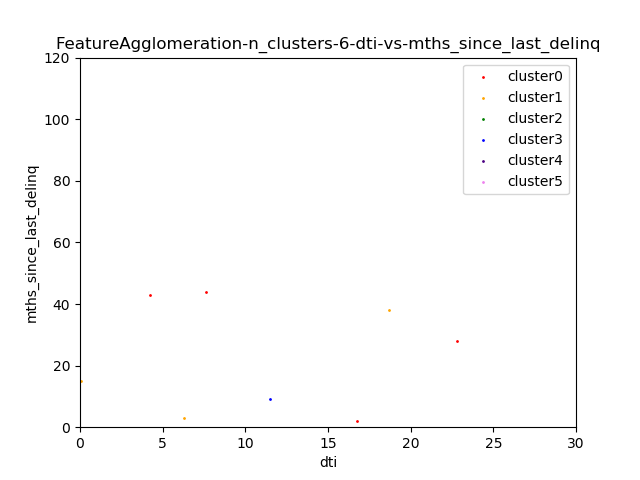 FeatureAgglomeration-n_clusters-6-dti-vs-mths_since_last_delinq
120
100
80
60
40
20
0
mths_since_last_delinq
cluster0
cluster1
cluster2
cluster3
cluster4
cluster5
0 5 10 15 20 25 30
dti